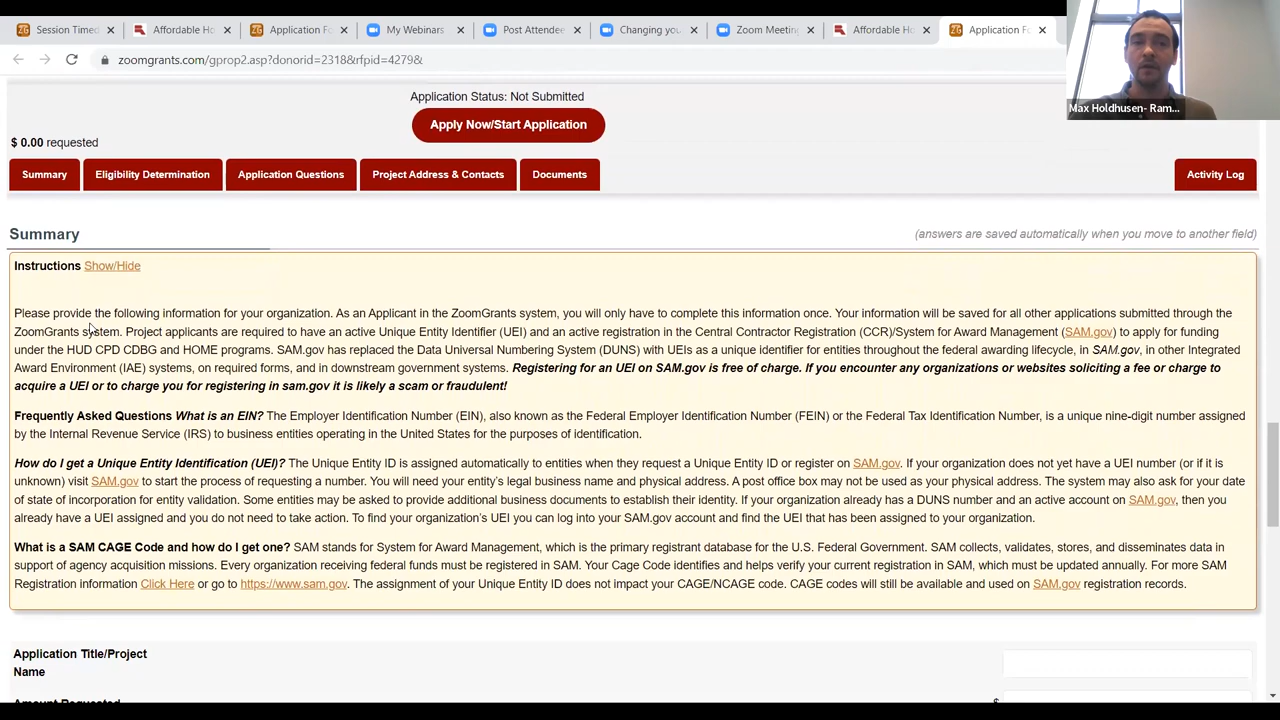 Session Timed
Affordable Ho
Application Fo
My Webinars
Post Attendee
Changing you
Zoom Meeting
Affordable Ho
Application Fo
zoomgrants.com/gprop2.asp?donorid=2318&rfpid=4279&
Max Holdhusen- Ram...
Application Status: Not Submitted
Apply Now/Start Application
$ 0.00 requested
Summary
Eligibility Determination
Application Questions
Project Address & Contacts
Documents
Activity Log
Summary
(answers are saved automatically when you move to another field)
Instructions Show/Hide
Please provide the following information for your organization. As an Applicant in the ZoomGrants system, you will only have to complete this information once. Your information will be saved for all other applications submitted through the
ZoomGrants system. Project applicants are required to have an active Unique Entity Identifier (UEI) and an active registration in the Central Contractor Registration (CCR)/System for Award Management (SAM.gov) to apply for funding
under the HUD CPD CDBG and HOME programs. SAM.gov has replaced the Data Universal Numbering System (DUNS) with UEIs as a unique identifier for entities throughout the federal awarding lifecycle, in SAM.gov, in other Integrated
Award Environment (IAE) systems, on required forms, and in downstream government systems. Registering for an UEI on SAM.gov is free of charge. If you encounter any organizations or websites soliciting a fee or charge to
acquire a UEI or to charge you for registering in sam.gov it is likely a scam or fraudulent!
Frequently Asked Questions What is an EIN? The Employer Identification Number (EIN), also known as the Federal Employer Identification Number (FEIN) or the Federal Tax Identification Number, is a unique nine-digit number assigned
by the Internal Revenue Service (IRS) to business entities operating in the United States for the purposes of identification.
How do I get a Unique Entity Identification (UEI)? The Unique Entity ID is assigned automatically to entities when they request a Unique Entity ID or register on SAM.gov. If your organization does not yet have a UEI number (or if it is
unknown) visit SAM.gov to start the process of requesting a number. You will need your entity's legal business name and physical address. A post office box may not be used as your physical address. The system may also ask for your date
of state of incorporation for entity validation. Some entities may be asked to provide additional business documents to establish their identity. If your organization already has a DUNS number and an active account on SAM.gov, then you
already have a UEI assigned and you do not need to take action. To find your organization's UEI you can log into your SAM.gov account and find the UEI that has been assigned to your organization.
What is a SAM CAGE Code and how do I get one? SAM stands for System for Award Management, which is the primary registrant database for the U.S. Federal Government. SAM collects, validates, stores, and disseminates data in
support of agency acquisition missions. Every organization receiving federal funds must be registered in SAM. Your Cage Code identifies and helps verify your current registration in SAM, which must be updated annually. For more SAM
Registration information Click Here or go to https://www.sam.gov. The assignment of your Unique Entity ID does not impact your CAGE/NCAGE code. CAGE codes will still be available and used on SAM.gov registration records.
Application Title/Project
Name
Amount Requested
$